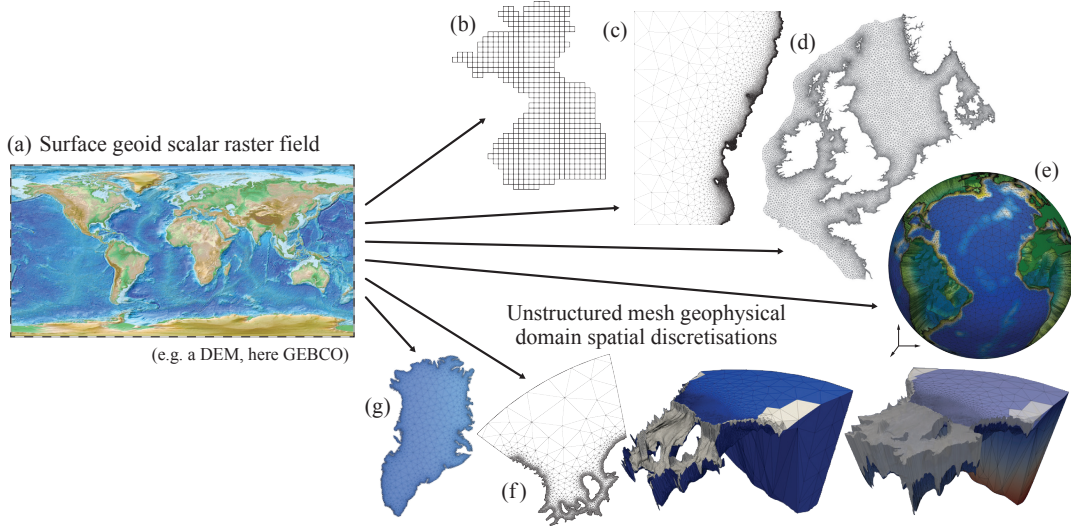 (a) Surface geoid scalar raster field
(e.g. a DEM, here GEBCO)
(b)
(c)
(d)
(e)
Unstructured mesh geophysical
domain spatial discretisations
(f)
(g)